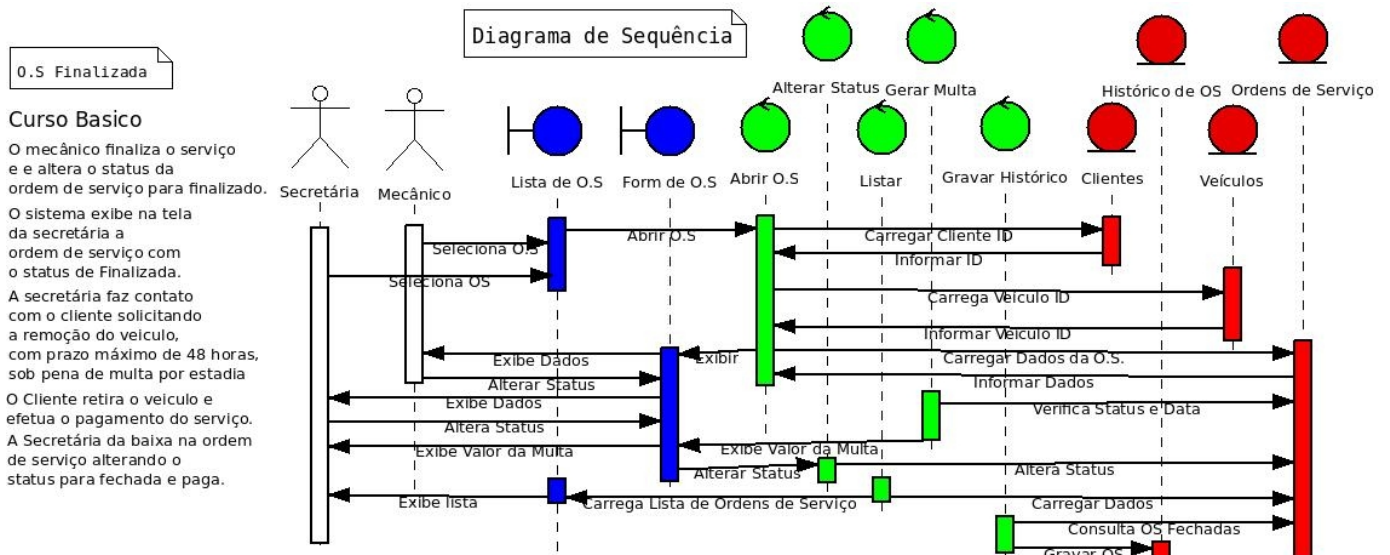 Diagrama de Sequência
O.S Finalizada
Curso Basico
O mecânico finaliza o serviço
e e altera o status da
ordem de serviço para finalizado.
O sistema exibe na tela
da secretária a
ordem de serviço com
o status de Finalizada.
A secretária faz contato
com o cliente solicitando
a remoção do veiculo,
com prazo máximo de 48 horas,
sob pena de multa por estadia
O Cliente retira o veiculo e
efetua o pagamento do serviço.
A Secretária da baixa na ordem
de serviço alterando o
status para fechada e paga.
Alterar Status
Gerar Multa
Histórico de OS
Ordens de Serviço
Secretária
Mecânico
Lista de O.S
Form de O.S
Abrir O.S
Listar
Gravar Histórico
Clientes
Veículos
Seleciona O.S
Abrir O.S
Carregar Cliente ID
Informar ID
Seleciona OS
Carrega Veiculo ID
Informar Veiculo ID
Exibe Dados
Exibir
Carregar Dados da O.S.
Alterar Status
Informar Dados
Exibe Dados
Verifica Status e Data
Altera Status
Exibe Valor da Multa
Exibe Valor da Multa
Alterar Status
Altera Status
Exibe lista
Carrega Lista de Ordens de Serviço
Carregar Dados
Consulta OS Fechadas
Gravar OS